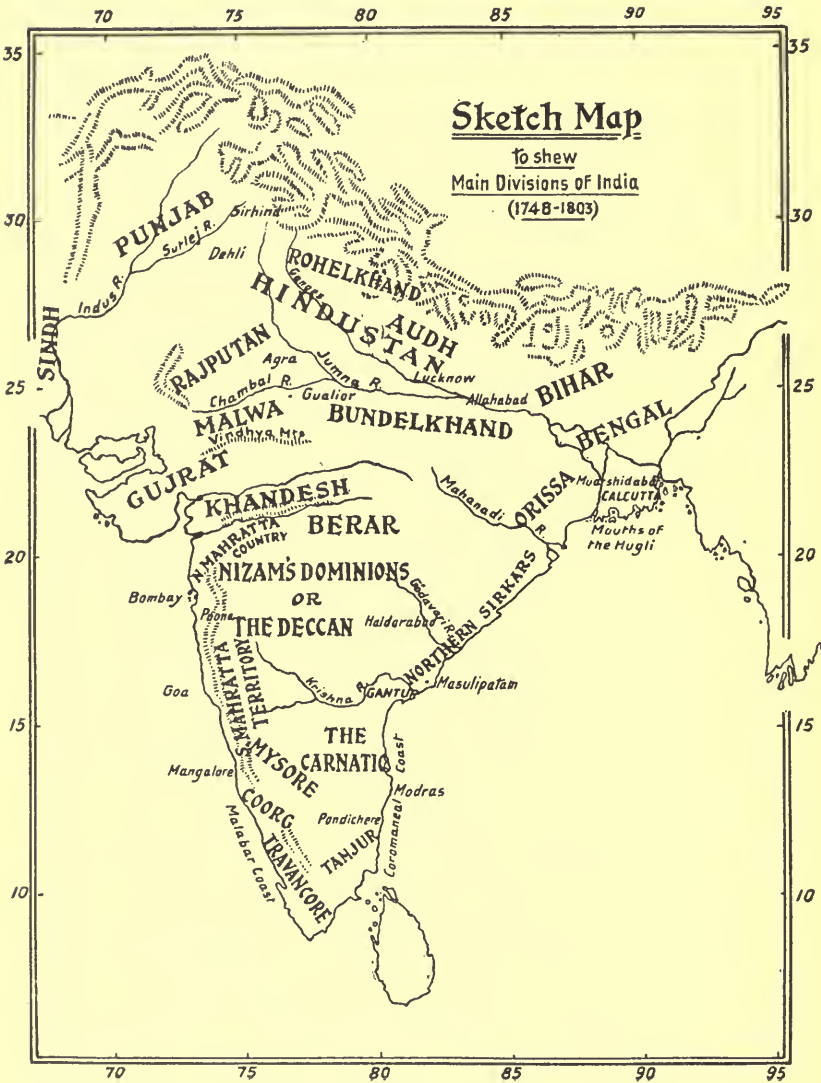 70 75 80 85 90 95
35 35
Sketch Map
to shew
Main Divisions of India
(1748-1803)
30 30
PUNJAB
Sirhind
Sutlej R.
Dehli
Indus R.
ROHELKHAND
Ganges
HINDUSTAN
AUDH
SINDH
RAJPUTAN
Agra
Jumna R.
Lucknow
25 25
Chambal R.
Gualior
Allahabad
BIHAR
MALWA
BUNDELKHAND
BENGAL
Vindhya Mts.
GUJRAT
Murshidabad
CALCUTTA
KHANDESH
Mahanadi R.
ORISSA
BERAR
Mouths of
the Hugli
20 20
N. MAHRATTA
COUNTRY
NIZAM'S DOMINIONS
OR
THE DECCAN
Bombay
Poona
Haldarabad
Godavari R.
NORTHERN SIRKARS
S. MAHRATTA
TERRITORY
Krishna R.
GANTUR
Masulipatam
Goa
15 15
THE
CARNATIC
MYSORE
Mangalore
Coromaneal Coast
Modras
COORG
Pondichere
Malabar Coast
TRAVANCORE
TANJUR
10 10
70 75 80 85 90 95